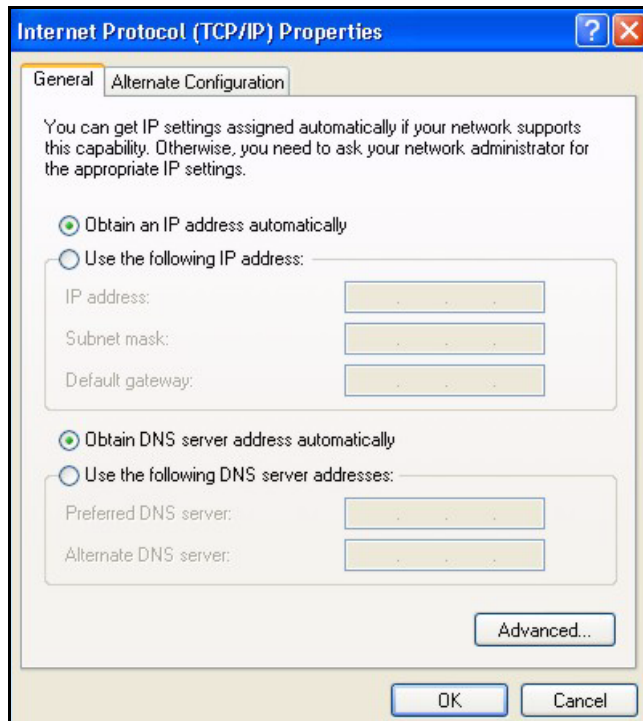 Internet Protocol (TCP/IP) Properties
General
Alternate Configuration
You can get IP settings assigned automatically if your network supports
this capability. Otherwise, you need to ask your network administrator for
the appropriate IP settings.
Obtain an IP address automatically
Use the following IP address:
IP address:
Subnet mask:
Default gateway:
Obtain DNS server address automatically
Use the following DNS server addresses:
Preferred DNS server:
Alternate DNS server:
Advanced...
OK
Cancel